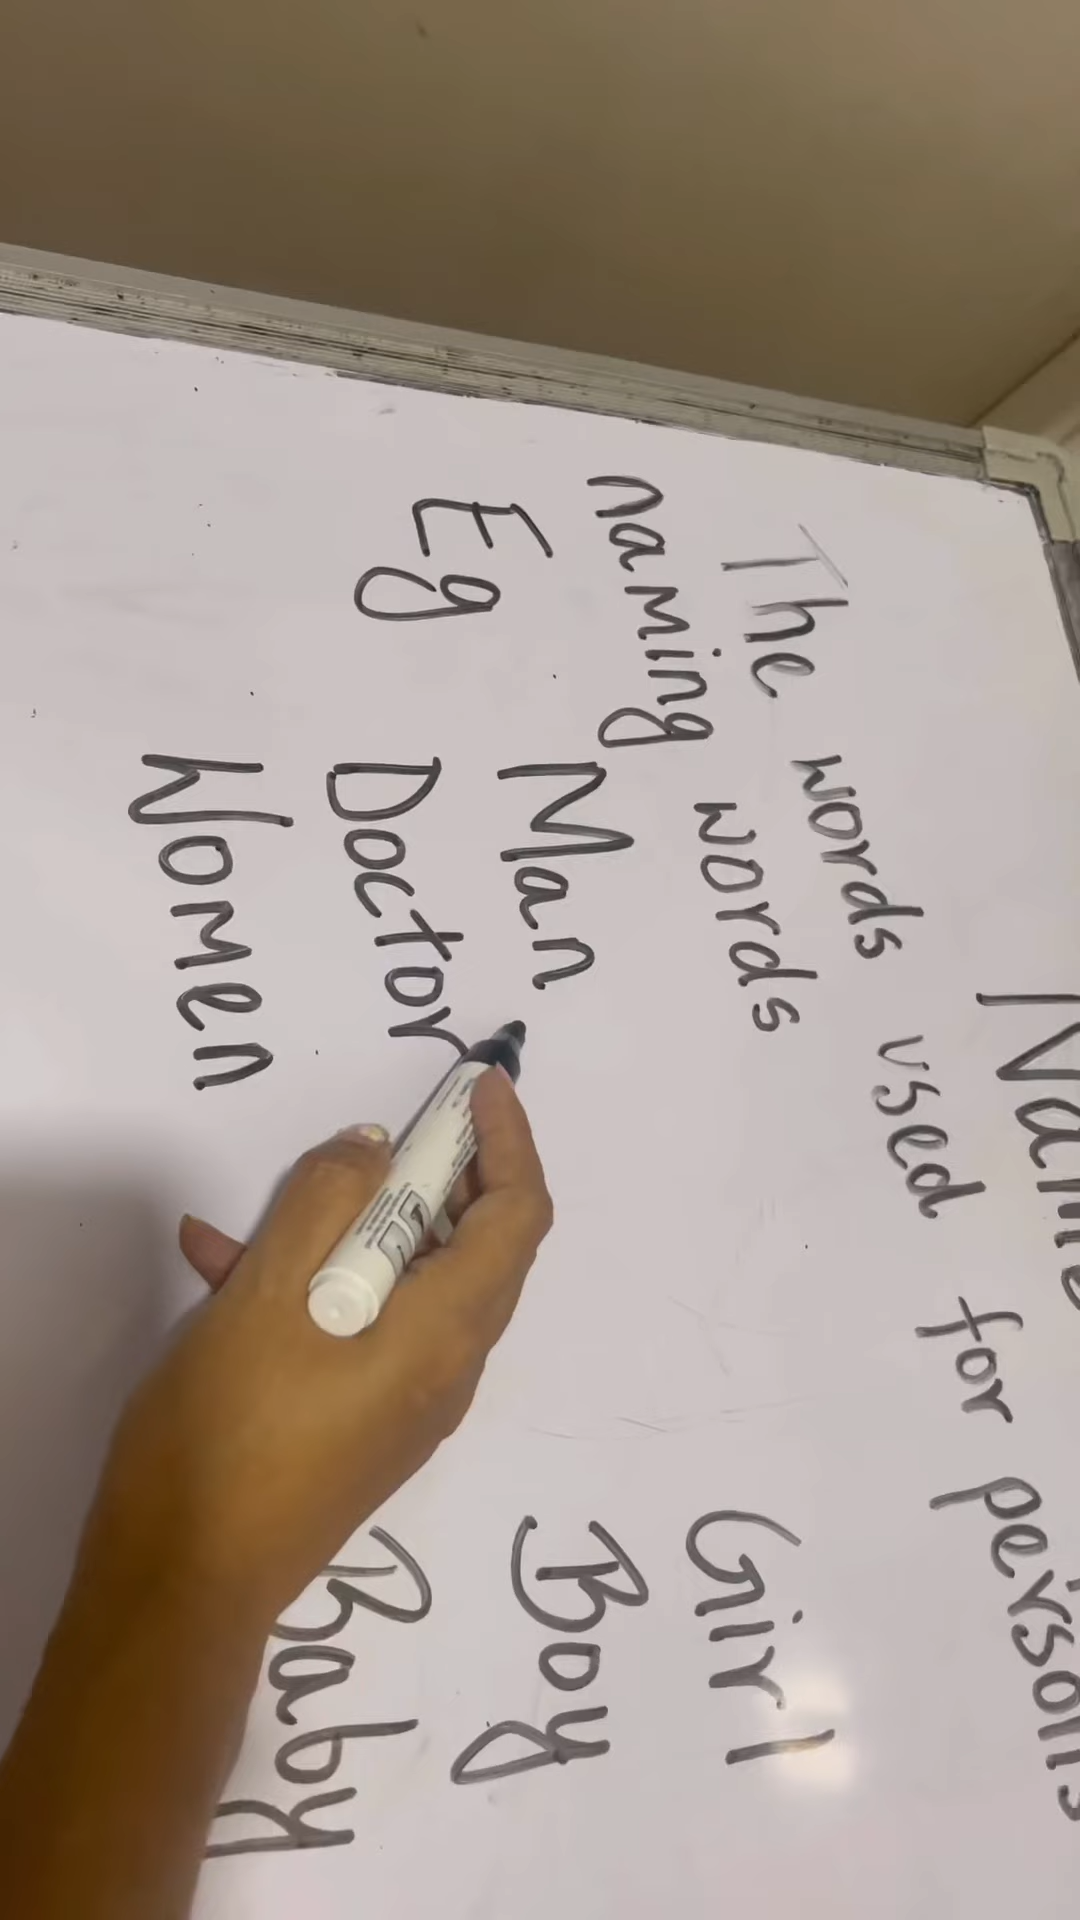 The words used for persons
naming words
Girl
Eg Man Boy
Doctor Baby
Women